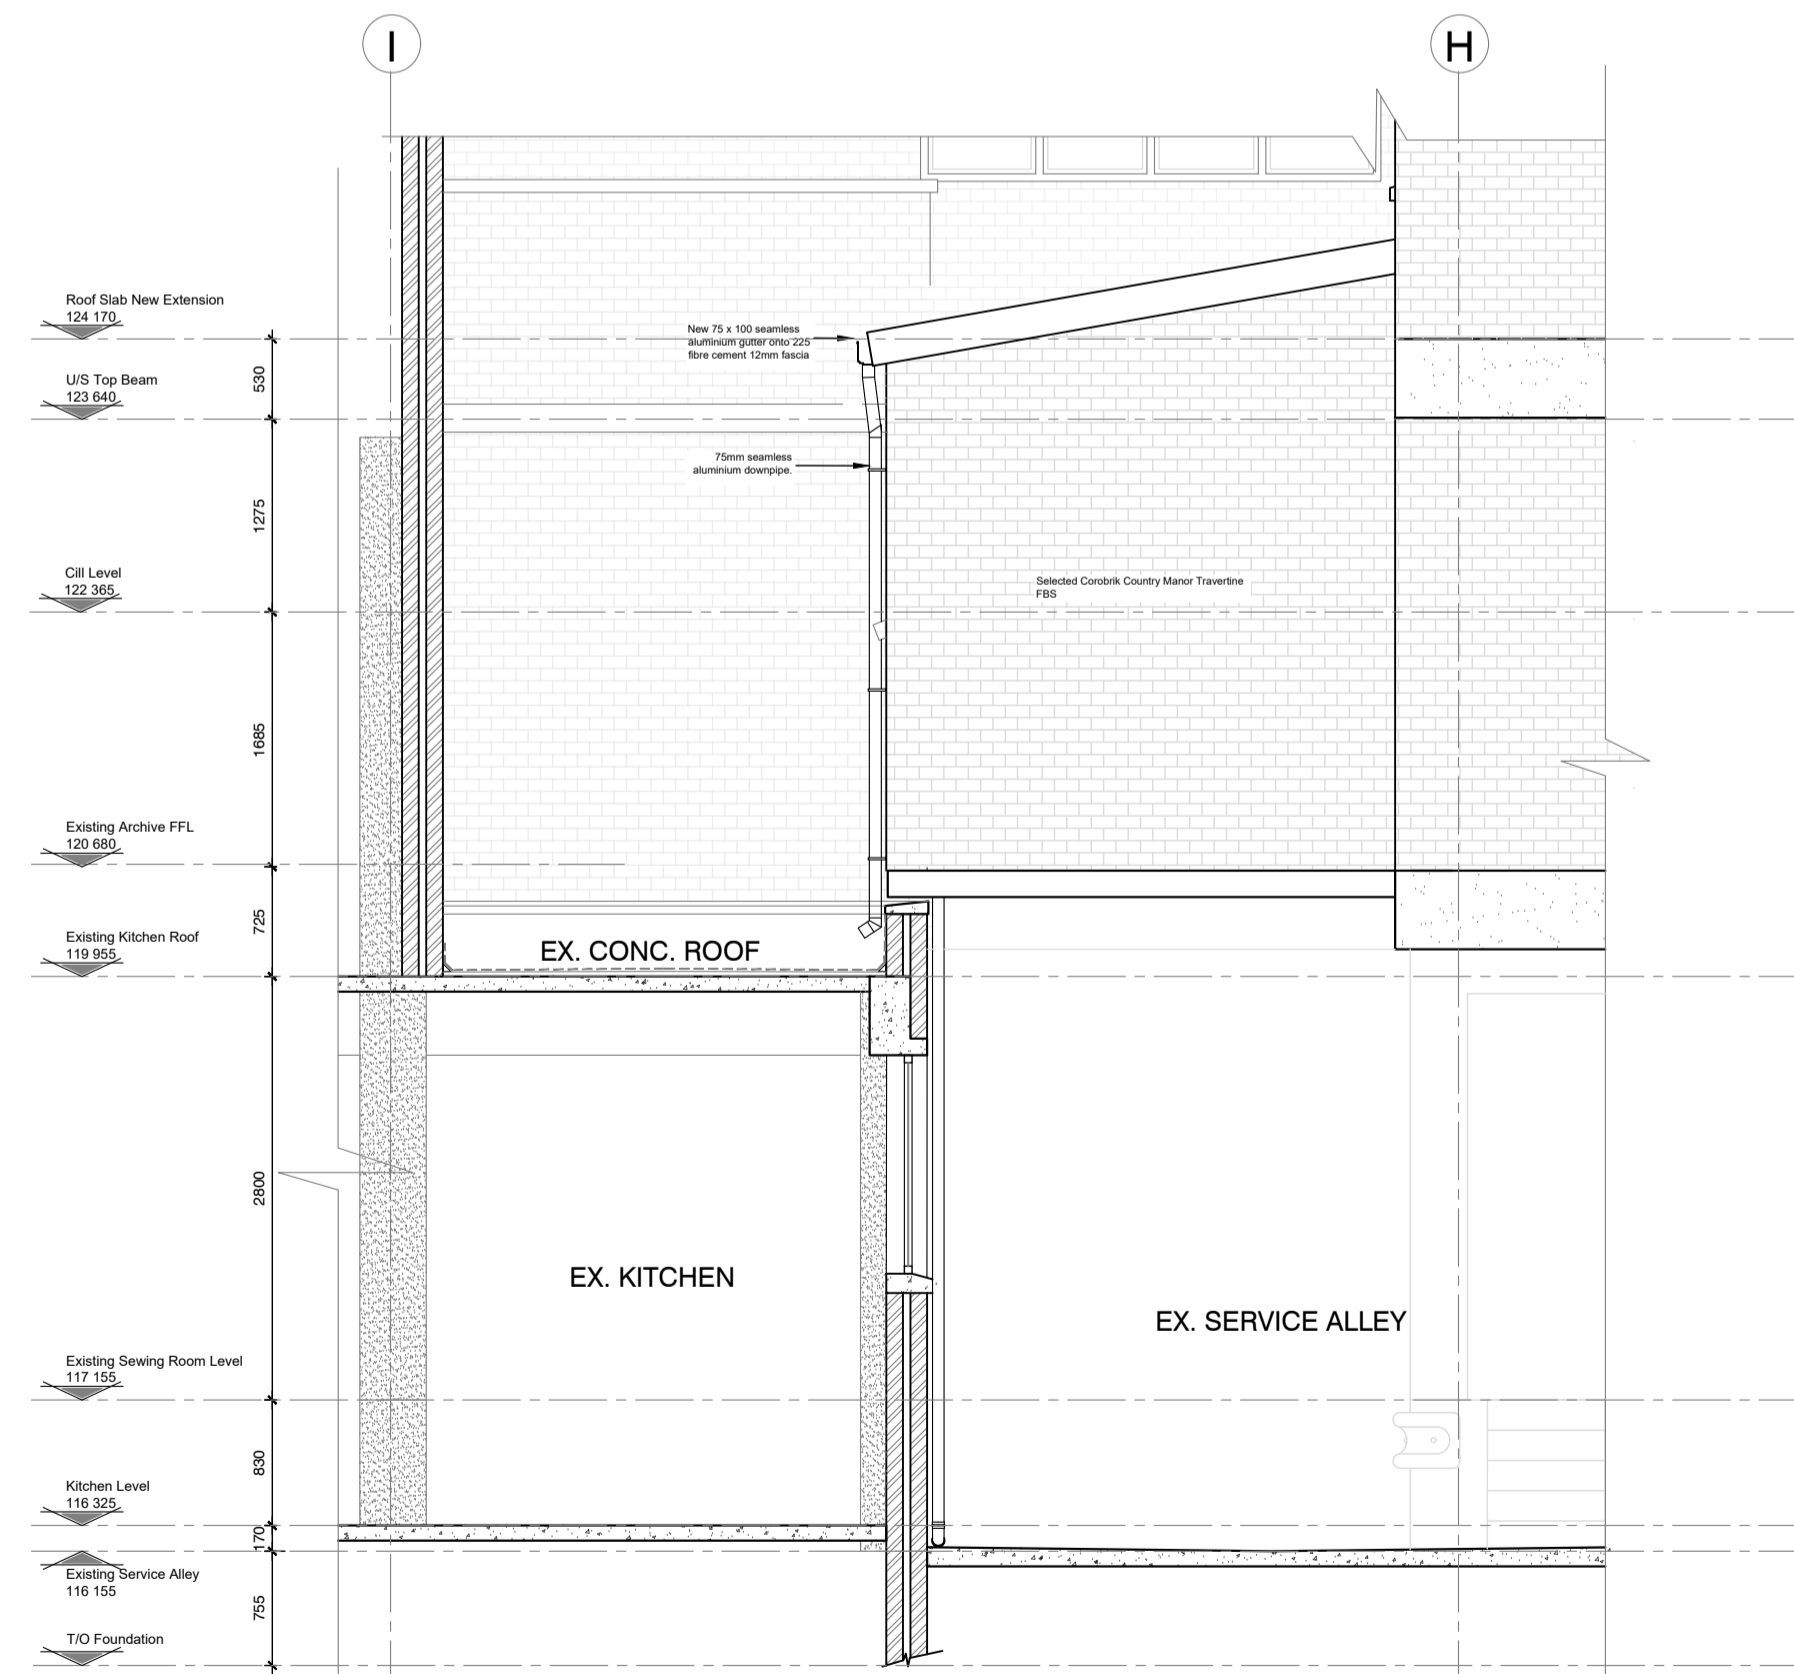 I
H
Roof Slab New Extension
124 170
New 75 x 100 seamless
aluminium gutter onto 225
fibre cement 12mm fascia
530
U/S Top Beam
123 640
75mm seamless
aluminium downpipe.
1275
Cill Level
122 365
Selected Corobrik Country Manor Travertine
FBS
1685
Existing Archive FFL
120 680
725
Existing Kitchen Roof
119 955
EX. CONC. ROOF
2800
EX. KITCHEN
EX. SERVICE ALLEY
Existing Sewing Room Level
117 155
830
Kitchen Level
116 325
170
Existing Service Alley
116 155
755
T/O Foundation